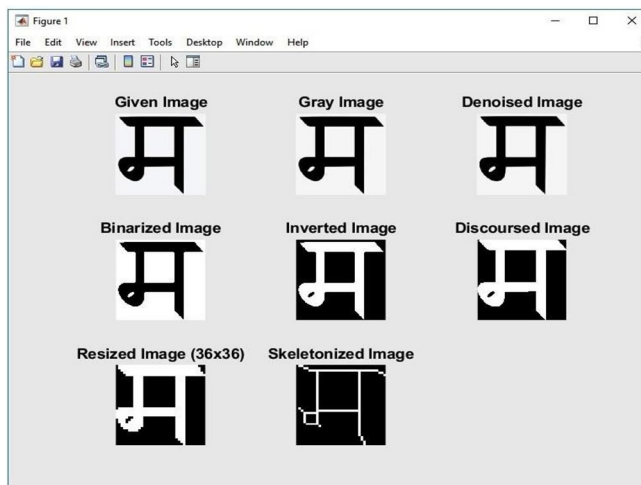 Figure 1
File Edit View Insert Tools Desktop Window Help
Given Image Gray Image Denoised Image
म म म
Binarized Image Inverted Image Discoursed Image
म म म
Resized Image (36x36) Skeletonized Image
म म